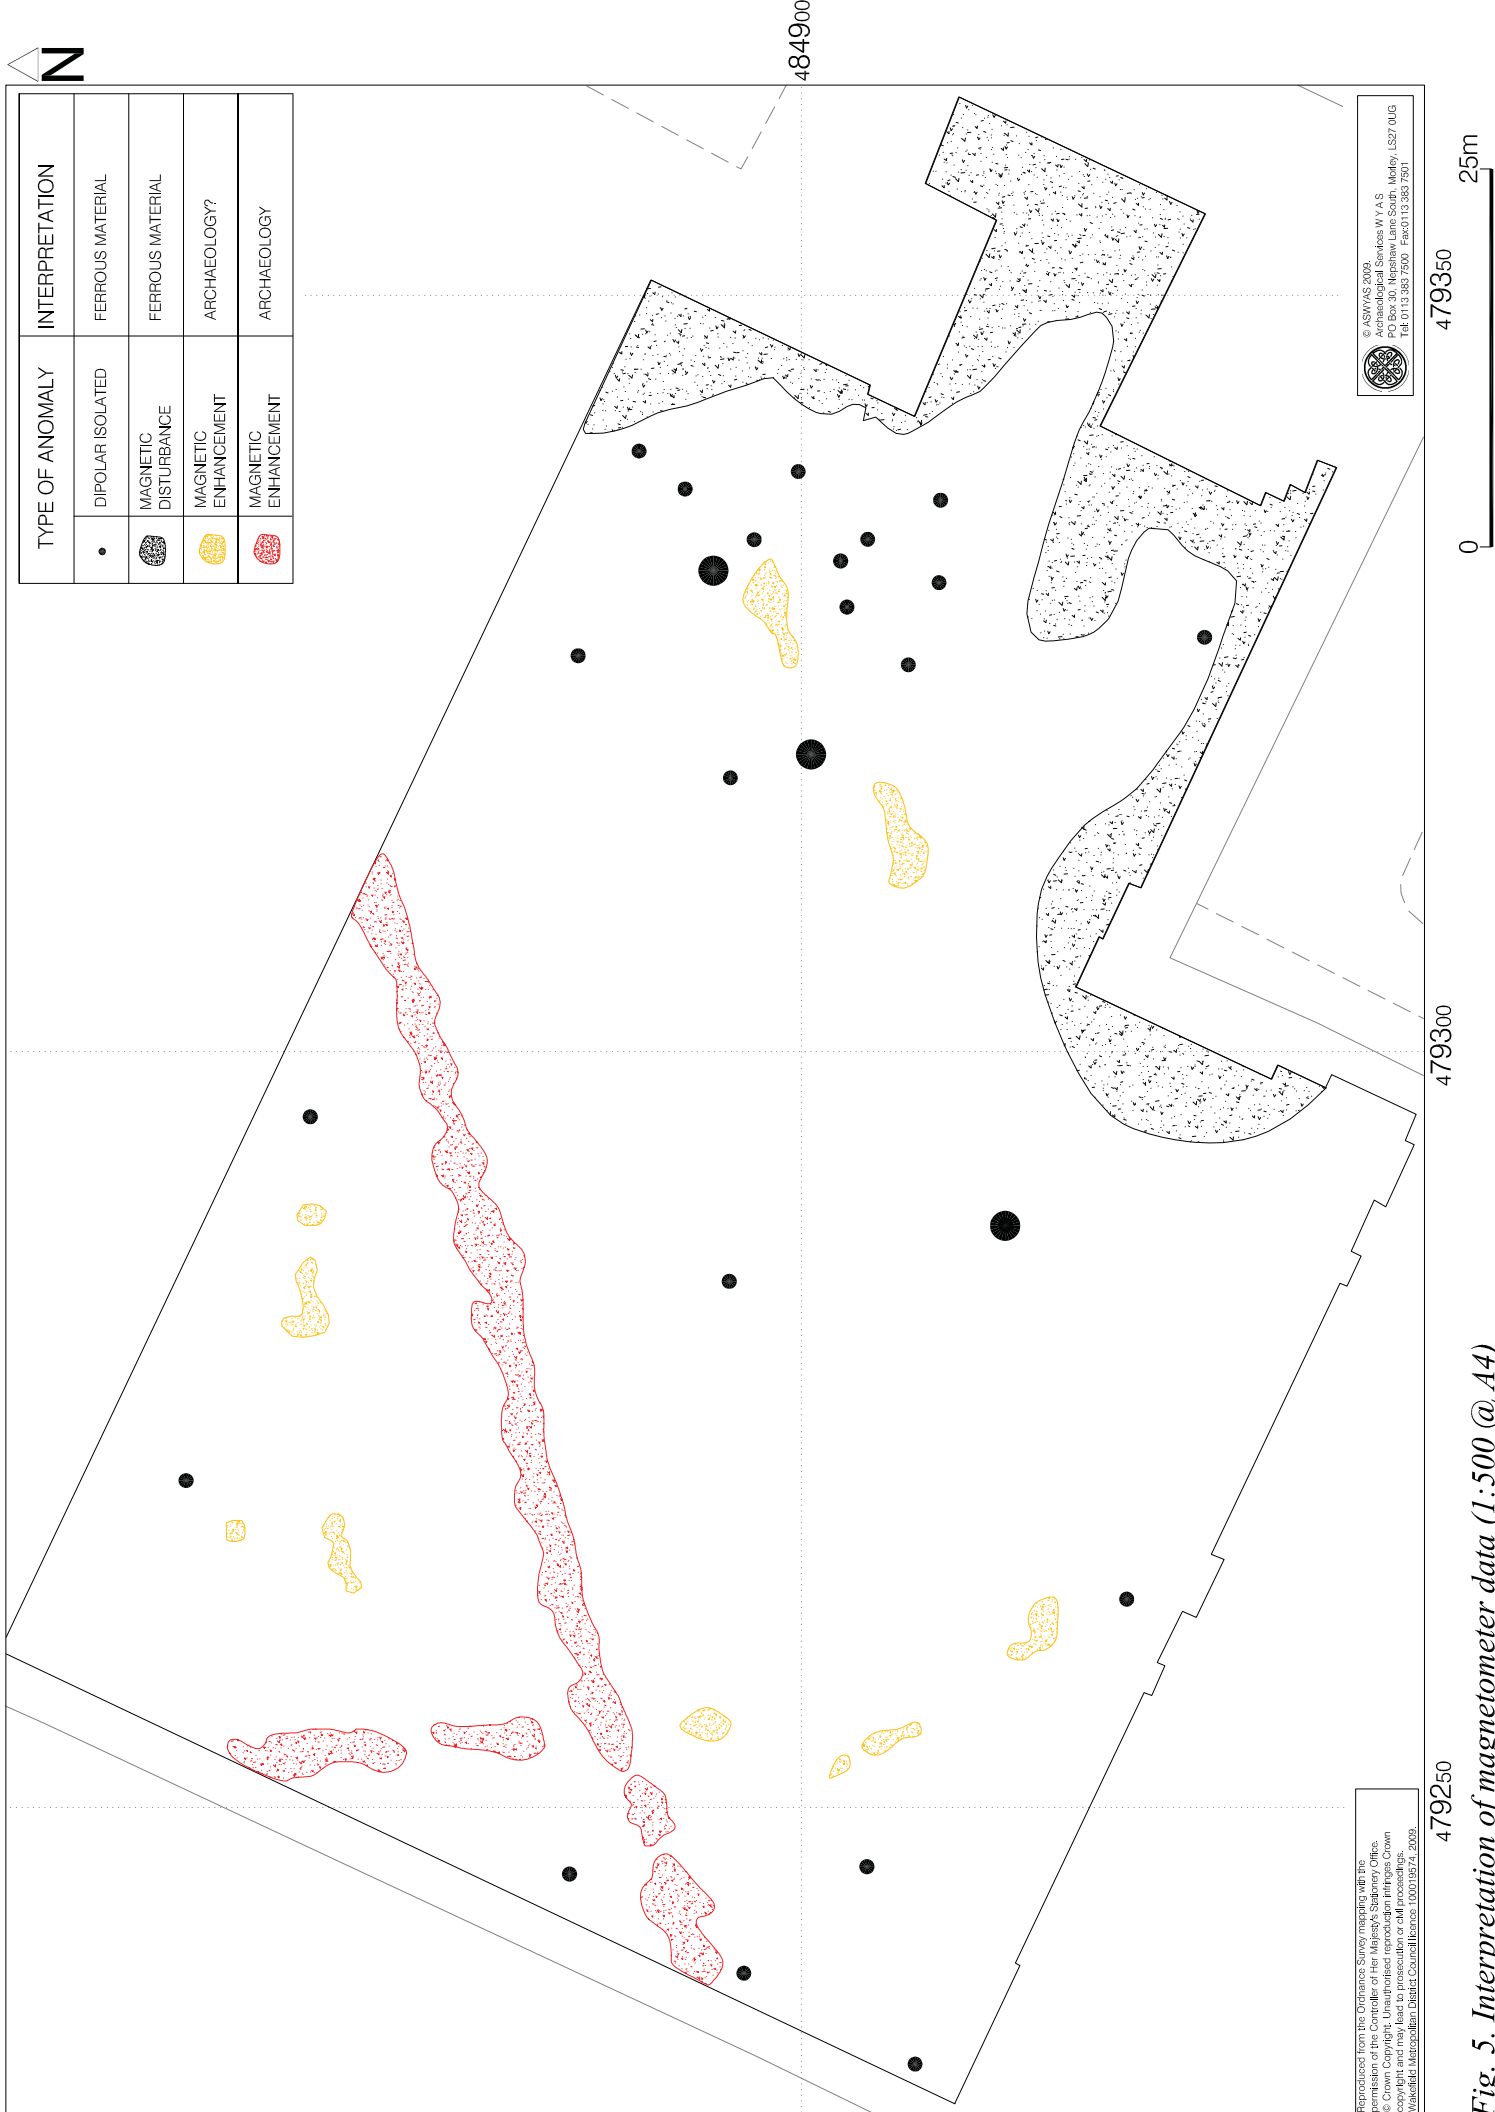 N
TYPE OF ANOMALY
INTERPRETATION
DIPOLAR ISOLATED
FERROUS MATERIAL
MAGNETIC
DISTURBANCE
FERROUS MATERIAL
MAGNETIC
ENHANCEMENT
ARCHAEOLOGY?
MAGNETIC
ENHANCEMENT
ARCHAEOLOGY
484900
479250
479300
479350
© ASWYAS 2009.
Archaeological Services W Y A S
PO Box 30, Nepshaw Lane South, Morley, LS27 0UG
Tel: 0113 383 7500 Fax:0113 383 7501
Reproduced from the Ordnance Survey mapping with the
permission of the Controller of Her Majesty's Stationery Office.
© Crown Copyright. Unauthorised reproduction infringes Crown
copyright and may lead to prosecution or civil proceedings.
Wakefield Metropolitan District Council licence 100019574, 2009.
0
25m
Fig. 5. Interpretation of magnetometer data (1:500 @ A4)